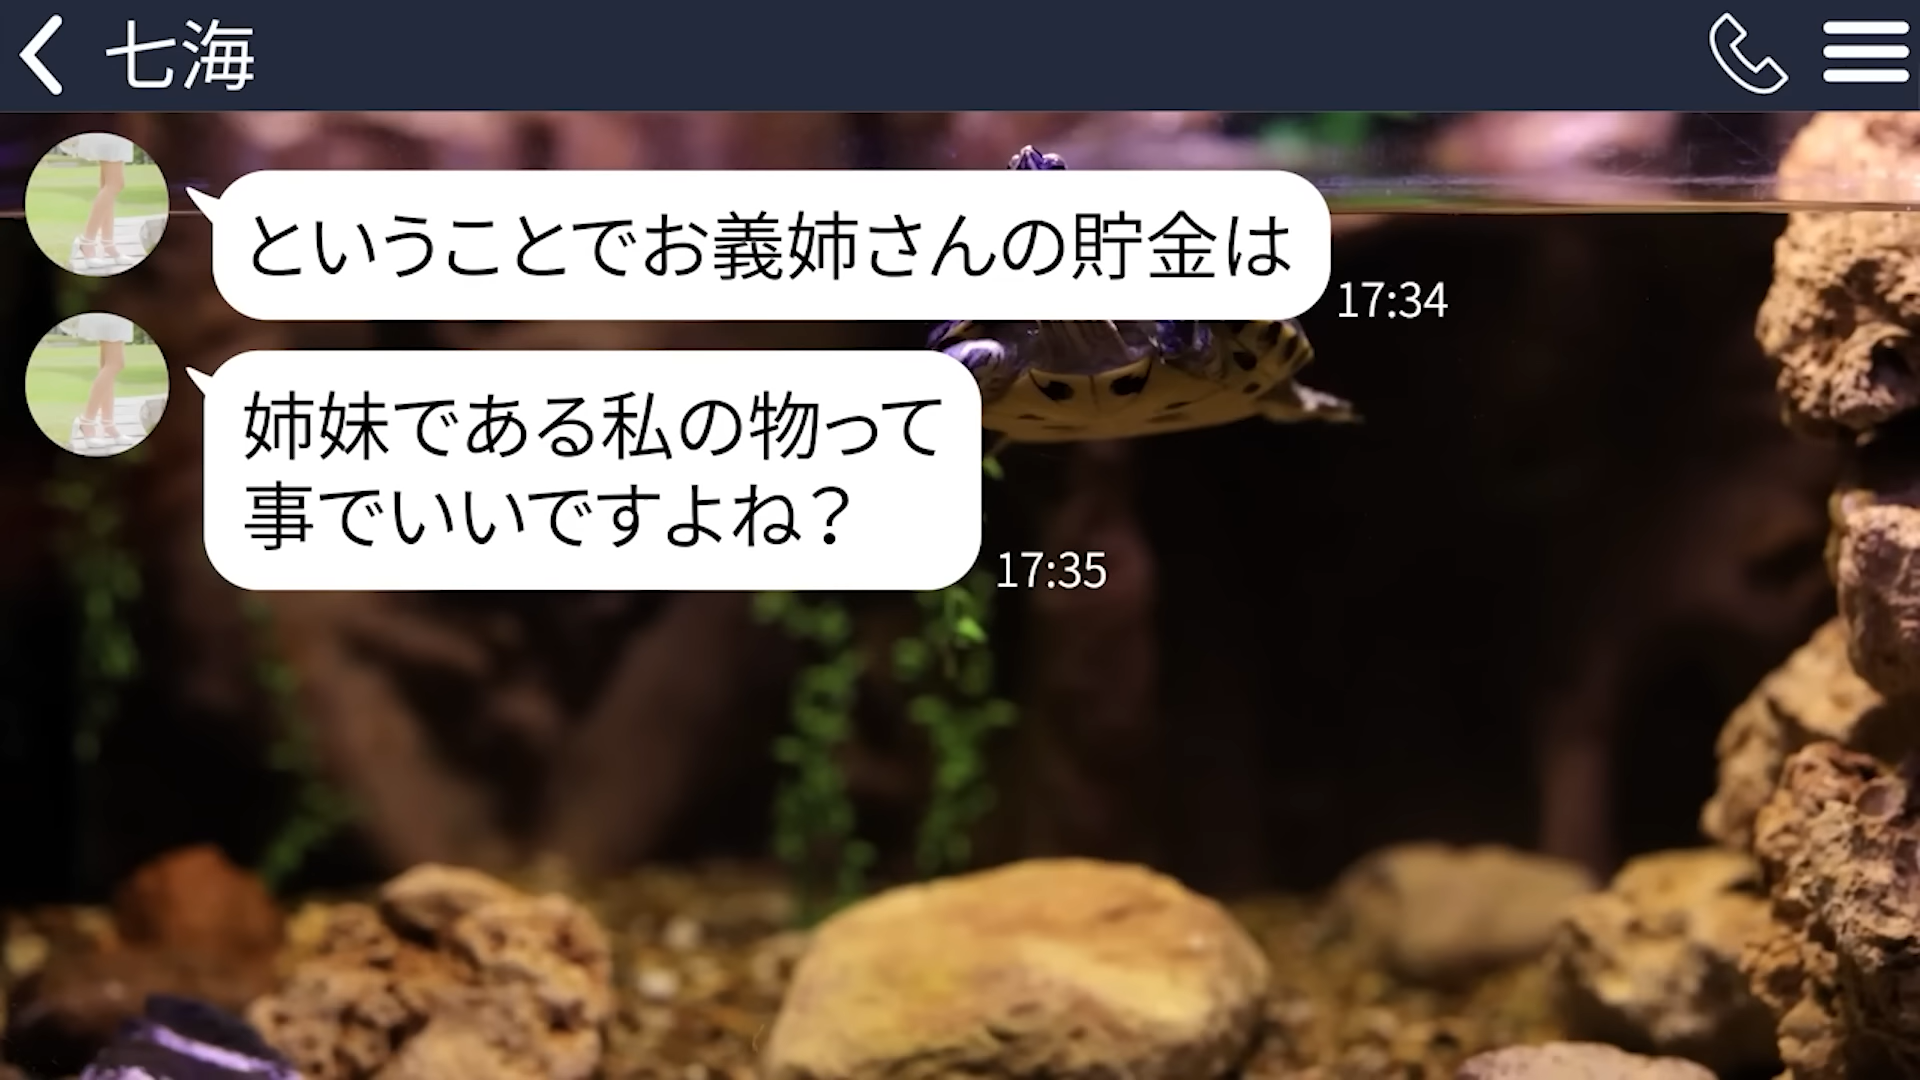 七海
ということでお義姉さんの貯金は
17:34
姉妹である私の物って
事でいいですよね？
17:35